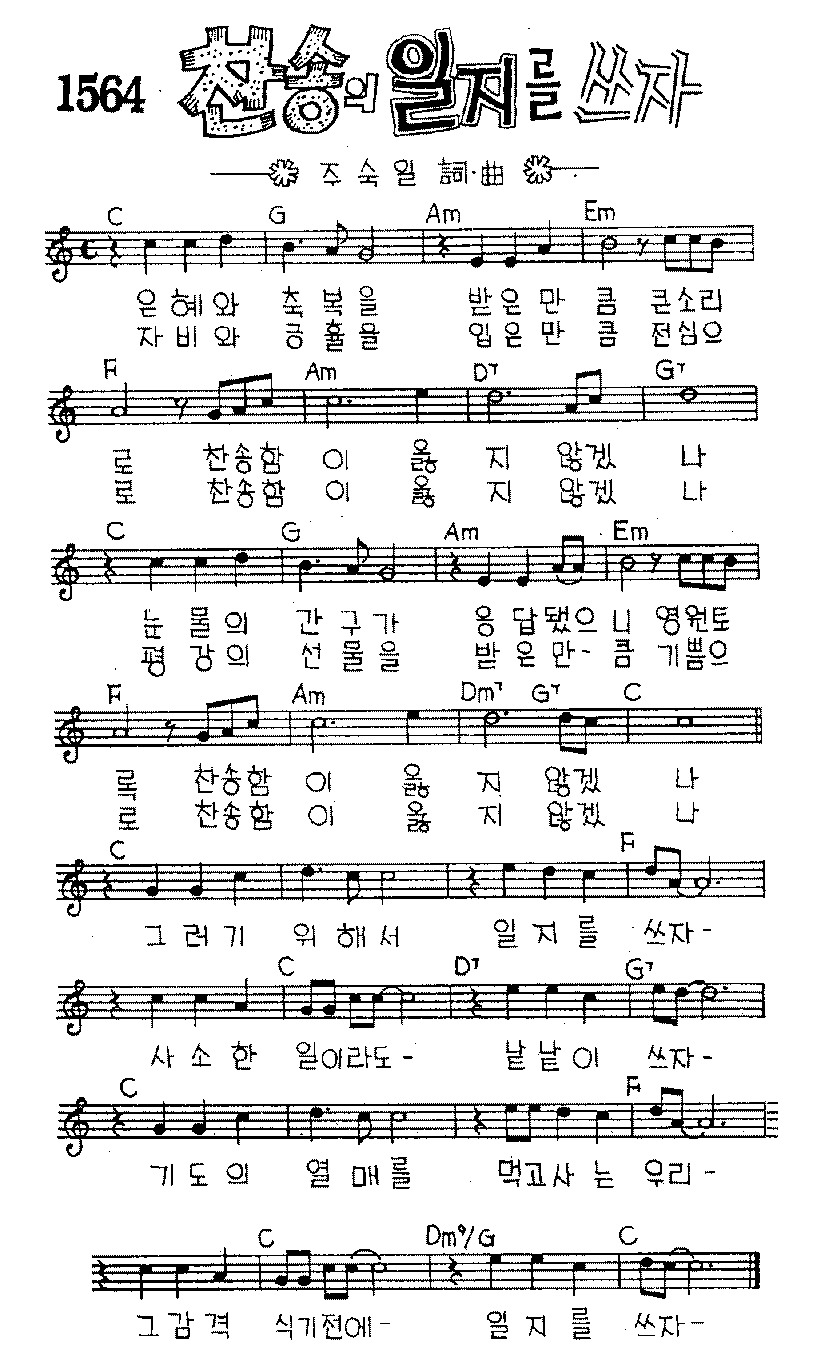 1564 찬송의 일지를 쓰자
주숙일 詞·曲
C G Am Em
은혜와 축복을 받은만큼 큰소리
자비와 긍휼을 입은만큼 전심으
F Am D7 G7
로 찬송함이 옳지 않겠나
로 찬송함이 옳지 않겠나
C G Am Em
눈물의 간구가 응답됐으니 영원토
평강의 선물을 받은만-큼 기쁨으
F Am Dm7 G7 C
록 찬송함이 옳지 않겠나
로 찬송함이 옳지 않겠나
C F
그러기 위해서 일지를 쓰자-
C D7 G7
사소한 일이라도- 낱낱이 쓰자-
C F
기도의 열매를 먹고사는 우리-
C Dm9/G C
그감격 식기전에- 일지를 쓰자-